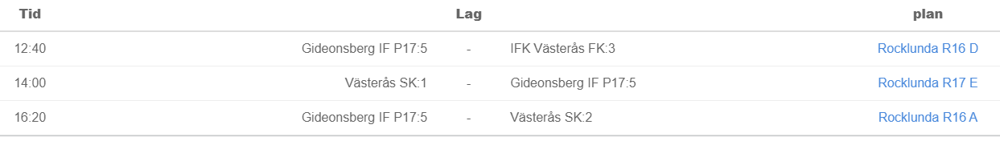 Tid Lag plan
12:40 Gideonsberg IF P17:5 - IFK Västerås FK:3 Rocklunda R16 D
14:00 Västerås SK:1 - Gideonsberg IF P17:5 Rocklunda R17 E
16:20 Gideonsberg IF P17:5 - Västerås SK:2 Rocklunda R16 A